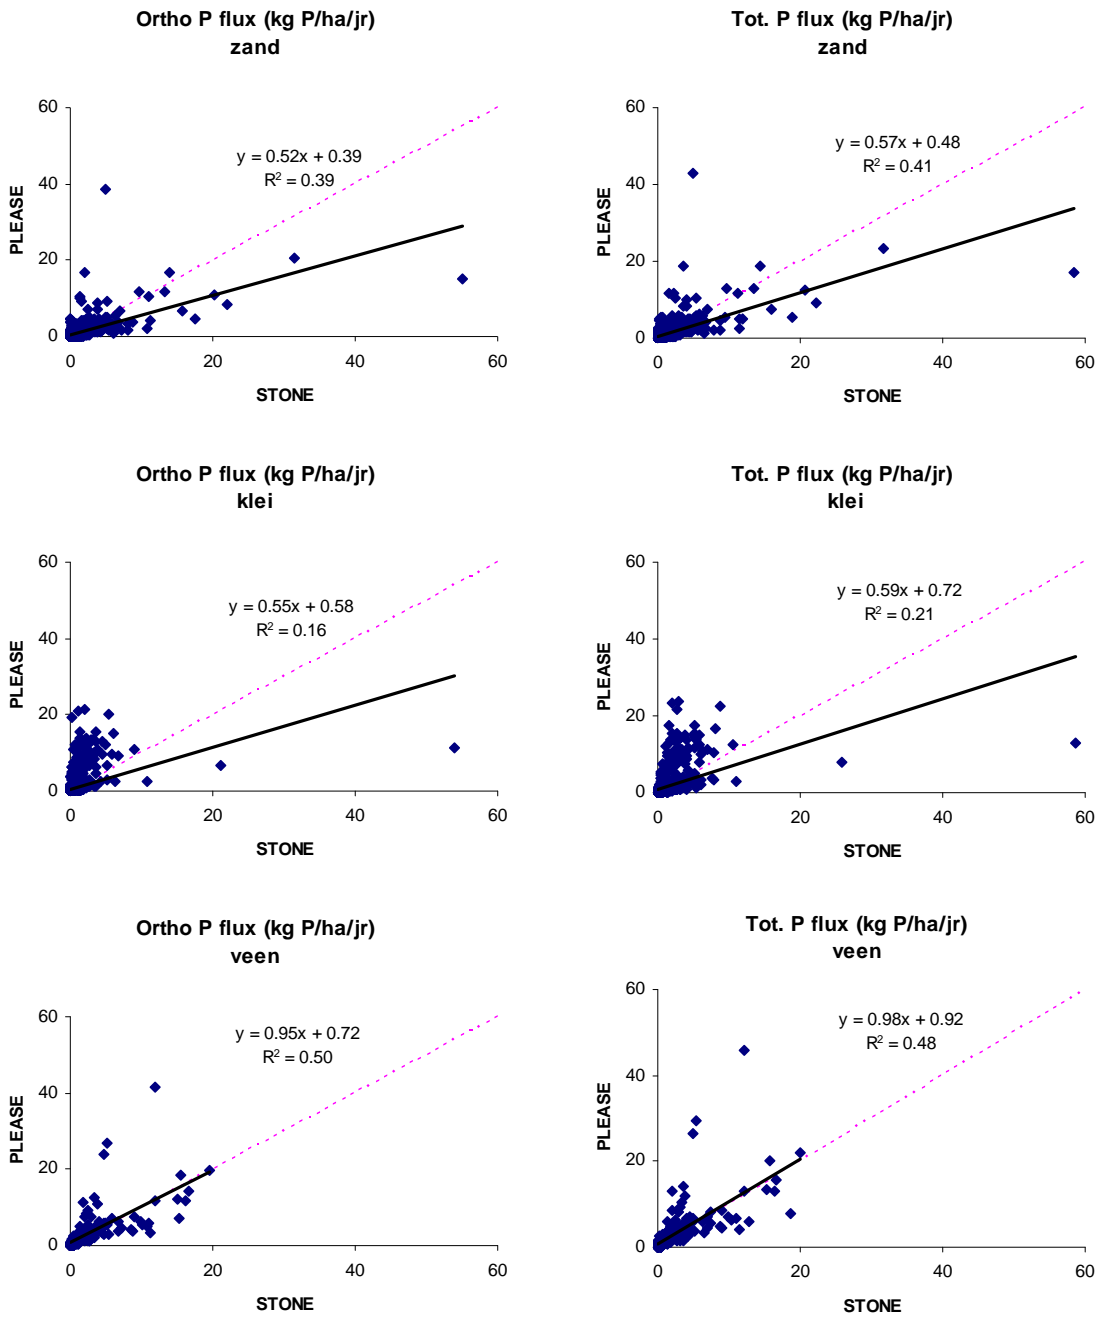 Ortho P flux (kg P/ha/jr)
zand
60
40
20
0
0 20 40 60
PLEASE
STONE
y = 0.52x + 0.39
R² = 0.39
Tot. P flux (kg P/ha/jr)
zand
60
40
20
0
0 20 40 60
PLEASE
STONE
y = 0.57x + 0.48
R² = 0.41
Ortho P flux (kg P/ha/jr)
klei
60
40
20
0
0 20 40 60
PLEASE
STONE
y = 0.55x + 0.58
R² = 0.16
Tot. P flux (kg P/ha/jr)
klei
60
40
20
0
0 20 40 60
PLEASE
STONE
y = 0.59x + 0.72
R² = 0.21
Ortho P flux (kg P/ha/jr)
veen
60
40
20
0
0 20 40 60
PLEASE
STONE
y = 0.95x + 0.72
R² = 0.50
Tot. P flux (kg P/ha/jr)
veen
60
40
20
0
0 20 40 60
PLEASE
STONE
y = 0.98x + 0.92
R² = 0.48